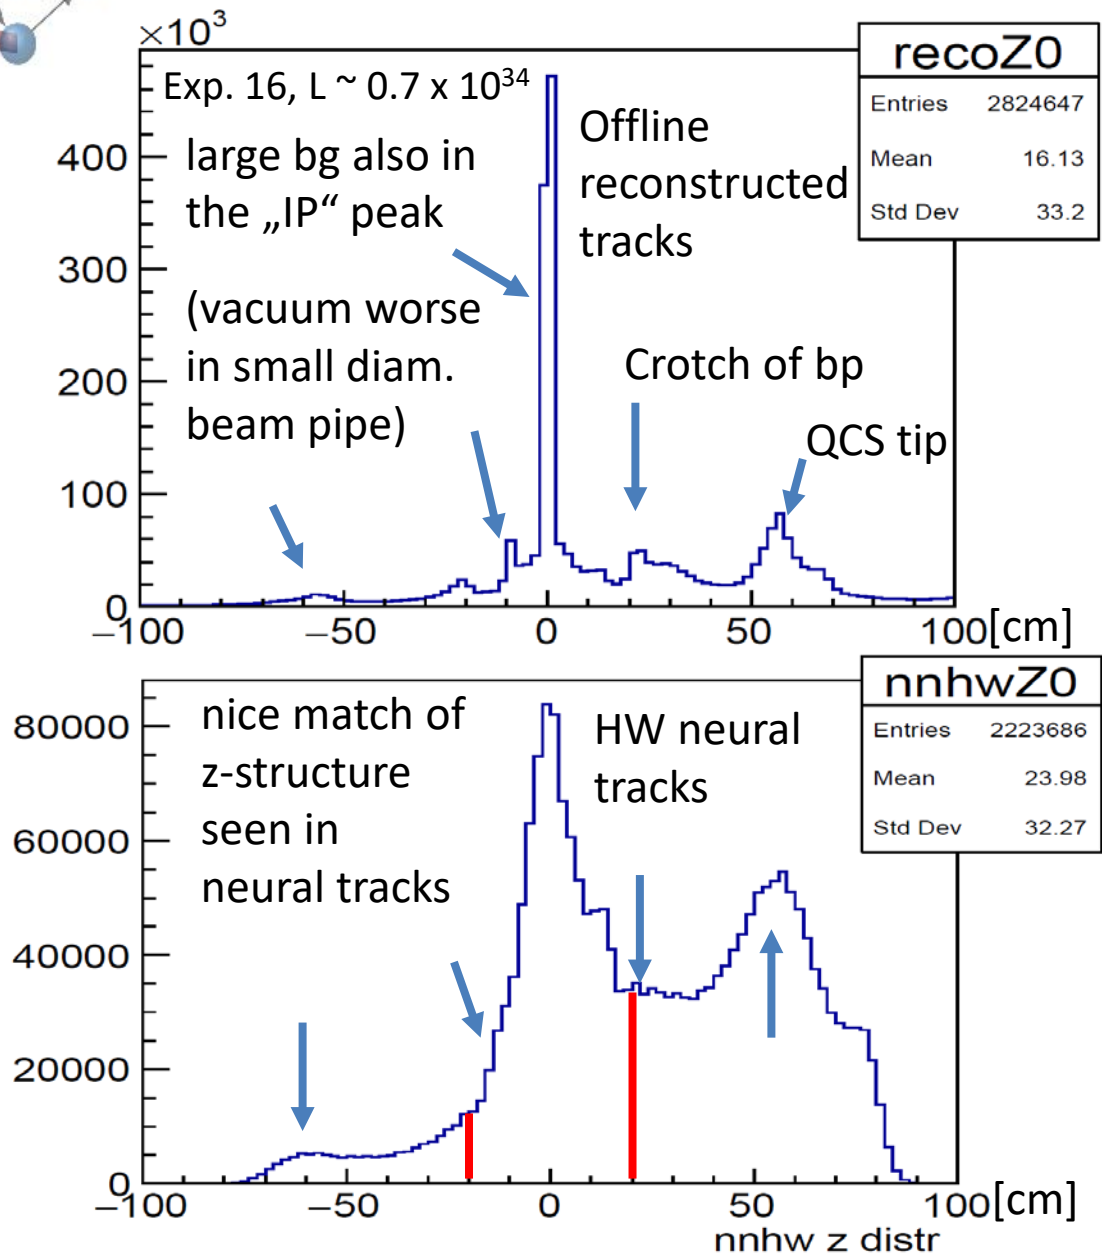 ×10³
recoZ0
Entries 2824647
Mean 16.13
Std Dev 33.2
Exp. 16, L ~ 0.7 x 10³⁴
large bg also in
the „IP“ peak
(vacuum worse
in small diam.
beam pipe)
Offline
reconstructed
tracks
Crotch of bp
QCS tip
400
300
200
100
0
−100 −50 0 50 100[cm]
nnhwZ0
Entries 2223686
Mean 23.98
Std Dev 32.27
nice match of
z-structure
seen in
neural tracks
HW neural
tracks
80000
60000
40000
20000
0
−100 −50 0 50 100[cm]
nnhw z distr